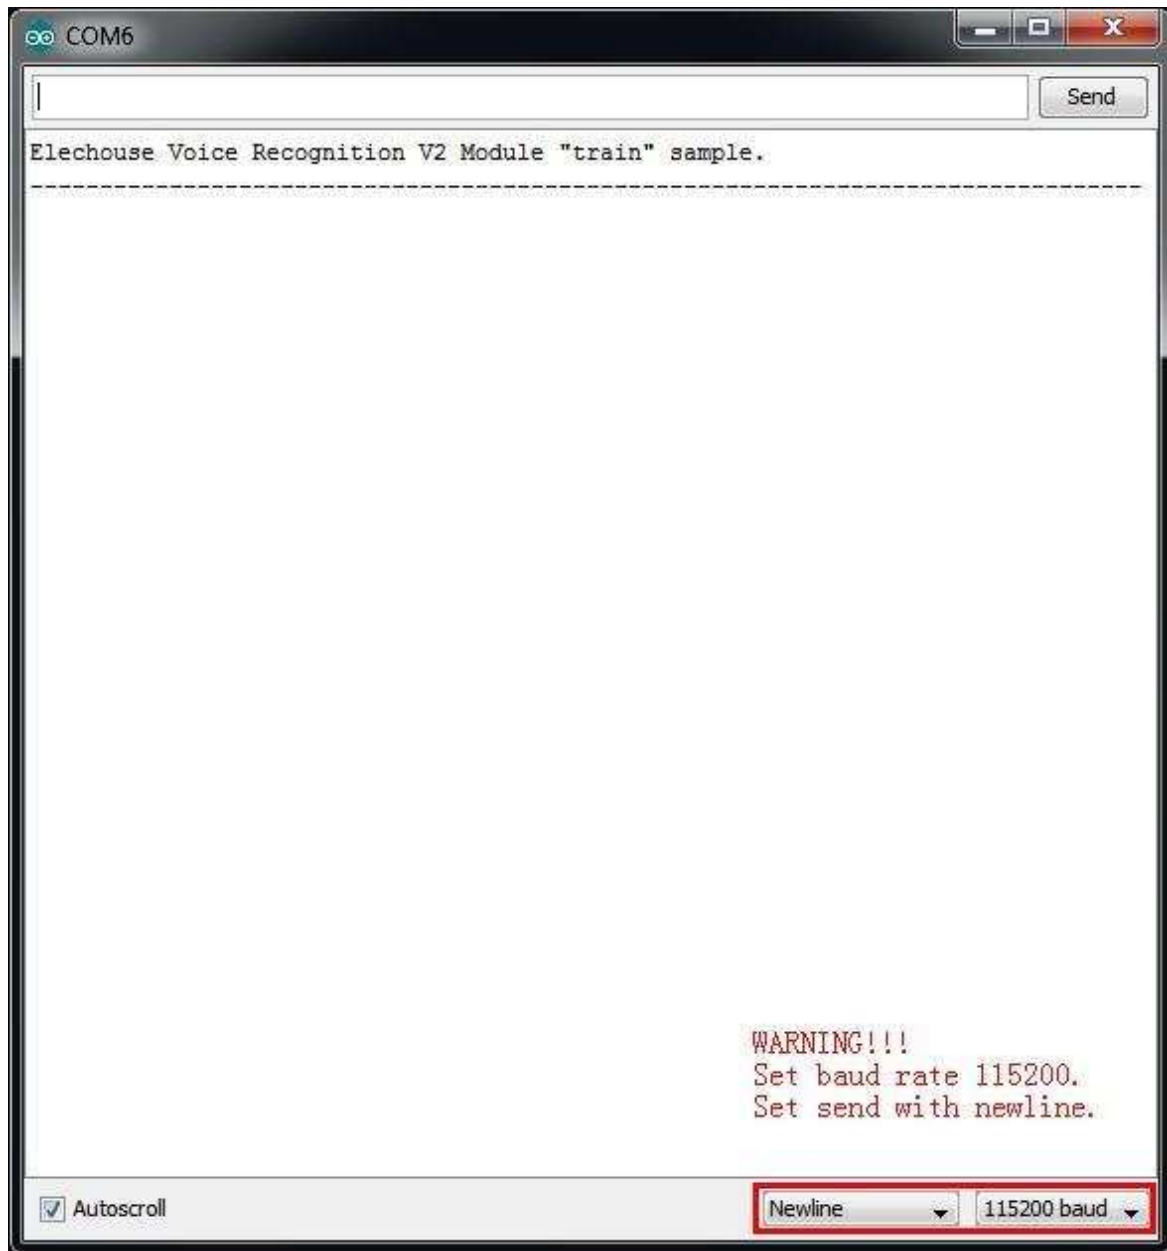 COM6
Send
Elechouse Voice Recognition V2 Module "train" sample.
--------------------------------------------------------------------------------
WARNING!!!
Set baud rate 115200.
Set send with newline.
Autoscroll
Newline
115200 baud